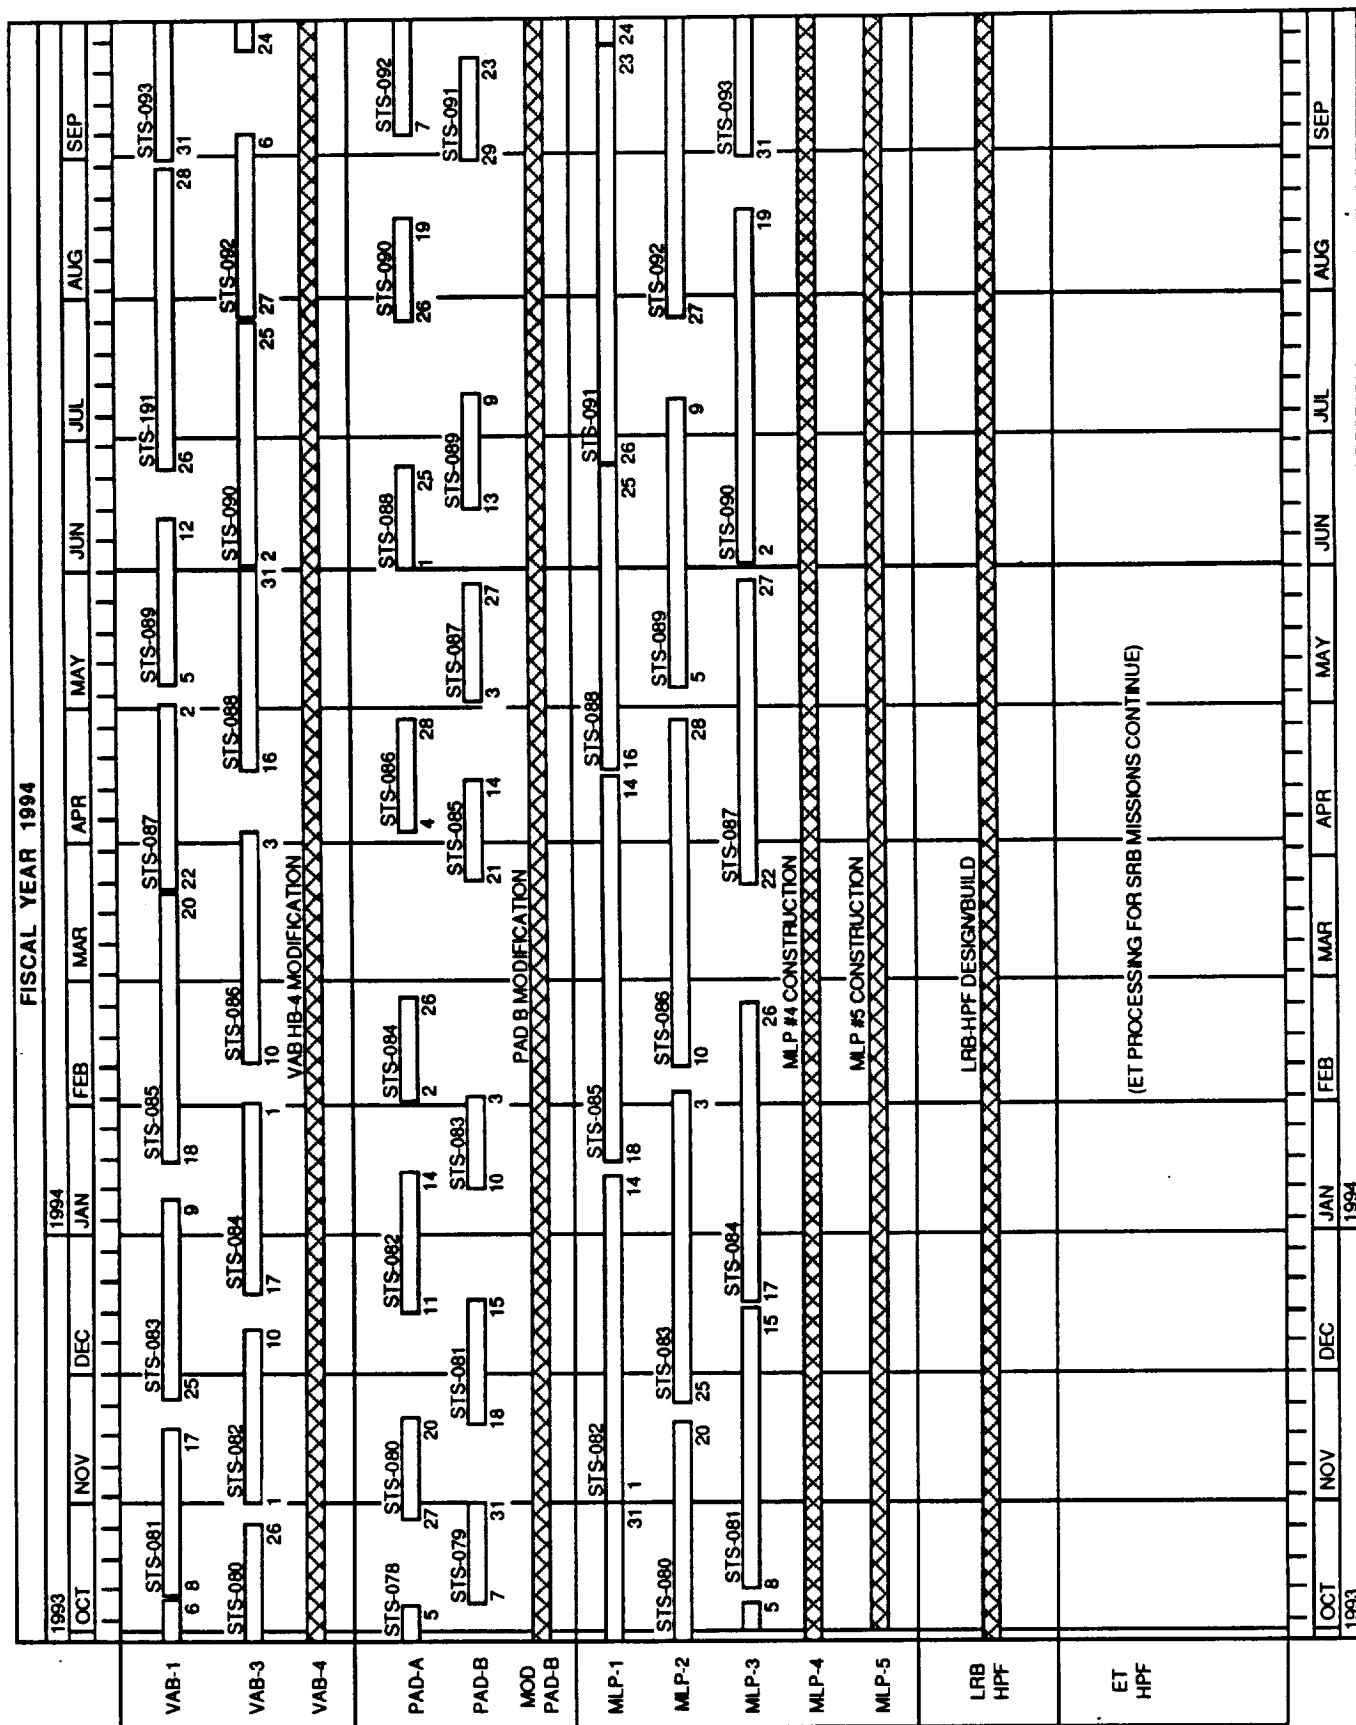 FISCAL YEAR 1994
1993 1994
OCT NOV DEC JAN FEB MAR APR MAY JUN JUL AUG SEP
VAB-1
STS-081 STS-083 STS-085 STS-087 STS-089 STS-191 STS-093
6 8 17 25 9 18 20 22 2 5 12 26 28 31
VAB-3
STS-080 STS-082 STS-084 STS-086 STS-088 STS-090 STS-092
26 1 10 17 1 10 3 16 31 2 25 27 6 24
VAB-4
VAB HB-4 MODIFICATION
PAD-A
STS-078 STS-080 STS-082 STS-084 STS-086 STS-088 STS-090 STS-092
5 27 20 11 14 2 26 4 28 1 25 26 19 7
PAD-B
STS-079 STS-081 STS-083 STS-085 STS-087 STS-089 STS-091
7 31 18 15 10 3 21 14 3 27 13 9 29 23
MOD
PAD-B
PAD B MODIFICATION
MLP-1
STS-082 STS-085 STS-088 STS-091
31 1 14 18 14 16 25 26 23 24
MLP-2
STS-080 STS-083 STS-086 STS-089 STS-092
20 25 3 10 28 5 9 27
MLP-3
STS-081 STS-084 STS-087 STS-090 STS-093
5 8 15 17 26 22 27 2 19 31
MLP-4
MLP #4 CONSTRUCTION
MLP-5
MLP #5 CONSTRUCTION
LRB
HPF
LRB-HPF DESIGN/BUILD
ET
HPF
(ET PROCESSING FOR SRB MISSIONS CONTINUE)
OCT NOV DEC JAN FEB MAR APR MAY JUN JUL AUG SEP
1993 1994